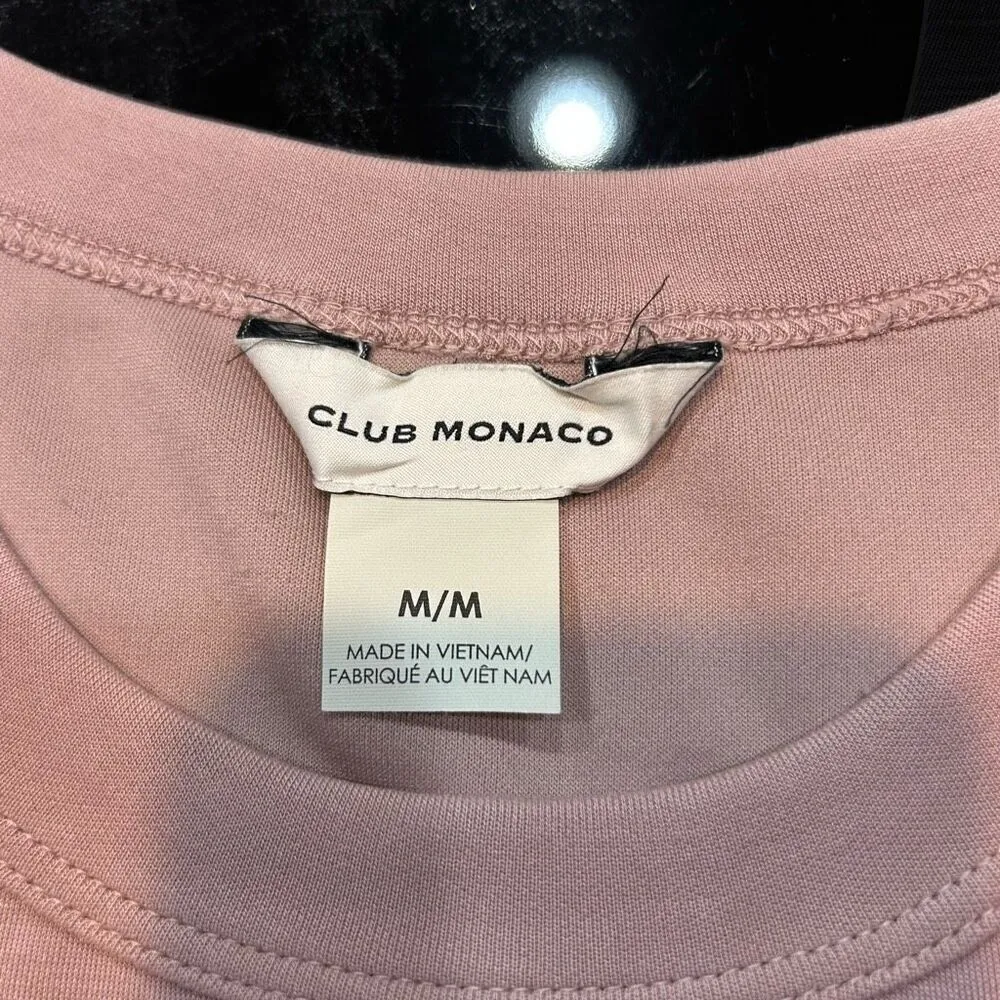 CLUB MONACO
M/M
MADE IN VIETNAM/
FABRIQUÉ AU VIÊT NAM